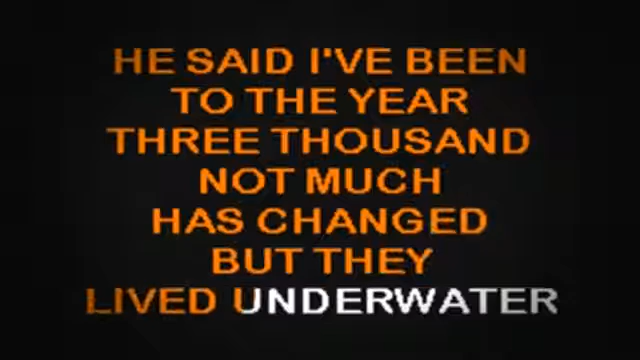 HE SAID I'VE BEEN
TO THE YEAR
THREE THOUSAND
NOT MUCH
HAS CHANGED
BUT THEY
LIVED UNDERWATER